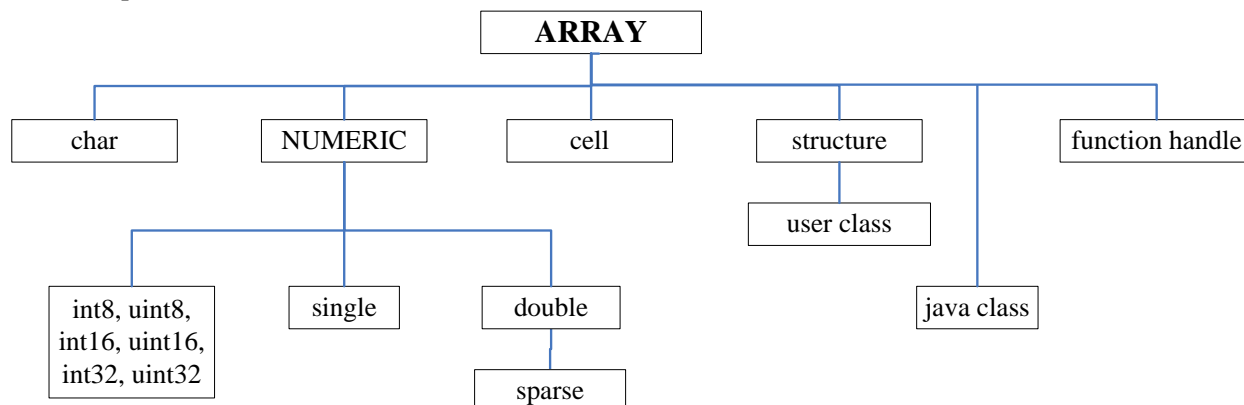 ARRAY
char
NUMERIC
cell
structure
function handle
user class
int8, uint8,
int16, uint16,
int32, uint32
single
double
java class
sparse